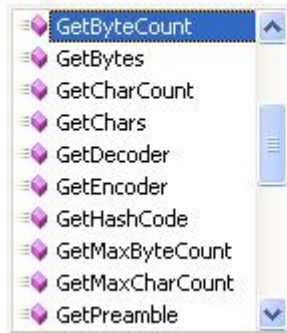 GetByteCount
GetBytes
GetCharCount
GetChars
GetDecoder
GetEncoder
GetHashCode
GetMaxByteCount
GetMaxCharCount
GetPreamble